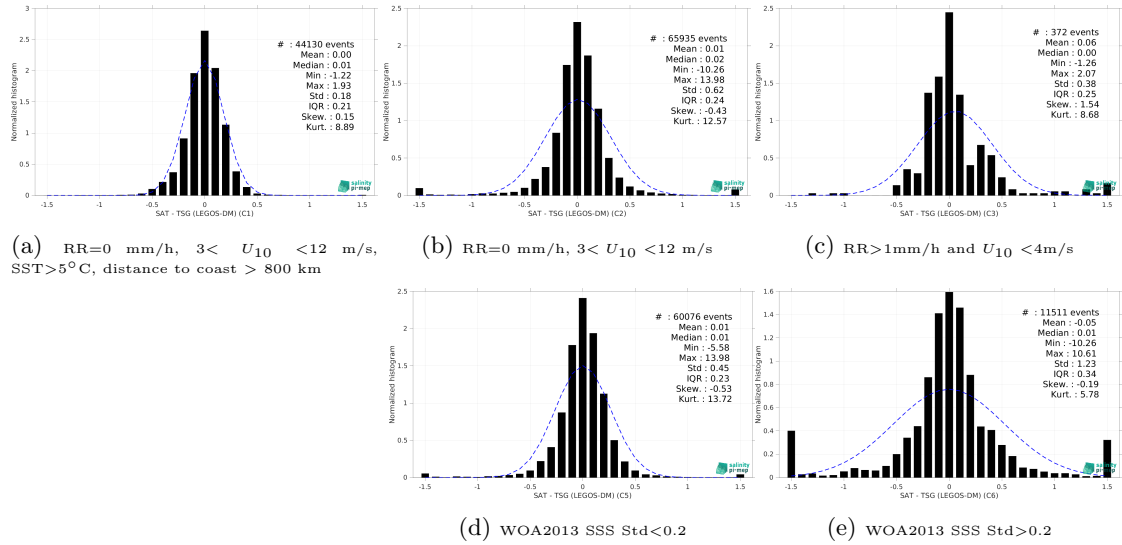 3
2.5
2
1.5
1
0.5
0
-1.5 -1 -0.5 0 0.5 1 1.5
Normalized histogram
SAT - TSG (LEGOS-DM) (C1)
# : 44130 events
Mean : 0.00
Median : 0.01
Min : -1.22
Max : 1.93
Std : 0.18
IQR : 0.21
Skew. : 0.15
Kurt. : 8.89
salinity
pi-mep
(a) RR=0 mm/h, 3< U10 <12 m/s,
SST>5°C, distance to coast > 800 km
2.5
2
1.5
1
0.5
0
-1.5 -1 -0.5 0 0.5 1 1.5
Normalized histogram
SAT - TSG (LEGOS-DM) (C2)
# : 65935 events
Mean : 0.01
Median : 0.02
Min : -10.26
Max : 13.98
Std : 0.62
IQR : 0.24
Skew. : -0.43
Kurt. : 12.57
salinity
pi-mep
(b) RR=0 mm/h, 3< U10 <12 m/s
2.5
2
1.5
1
0.5
0
-1.5 -1 -0.5 0 0.5 1 1.5
Normalized histogram
SAT - TSG (LEGOS-DM) (C3)
# : 372 events
Mean : 0.06
Median : 0.00
Min : -1.26
Max : 2.07
Std : 0.38
IQR : 0.25
Skew. : 1.54
Kurt. : 8.68
salinity
pi-mep
(c) RR>1mm/h and U10 <4m/s
2.5
2
1.5
1
0.5
0
-1.5 -1 -0.5 0 0.5 1 1.5
Normalized histogram
SAT - TSG (LEGOS-DM) (C5)
# : 60076 events
Mean : 0.01
Median : 0.01
Min : -5.58
Max : 13.98
Std : 0.45
IQR : 0.23
Skew. : -0.53
Kurt. : 13.72
salinity
pi-mep
(d) WOA2013 SSS Std<0.2
1.6
1.4
1.2
1
0.8
0.6
0.4
0.2
0
-1.5 -1 -0.5 0 0.5 1 1.5
Normalized histogram
SAT - TSG (LEGOS-DM) (C6)
# : 11511 events
Mean : -0.05
Median : 0.01
Min : -10.26
Max : 10.61
Std : 1.23
IQR : 0.34
Skew. : -0.19
Kurt. : 5.78
salinity
pi-mep
(e) WOA2013 SSS Std>0.2